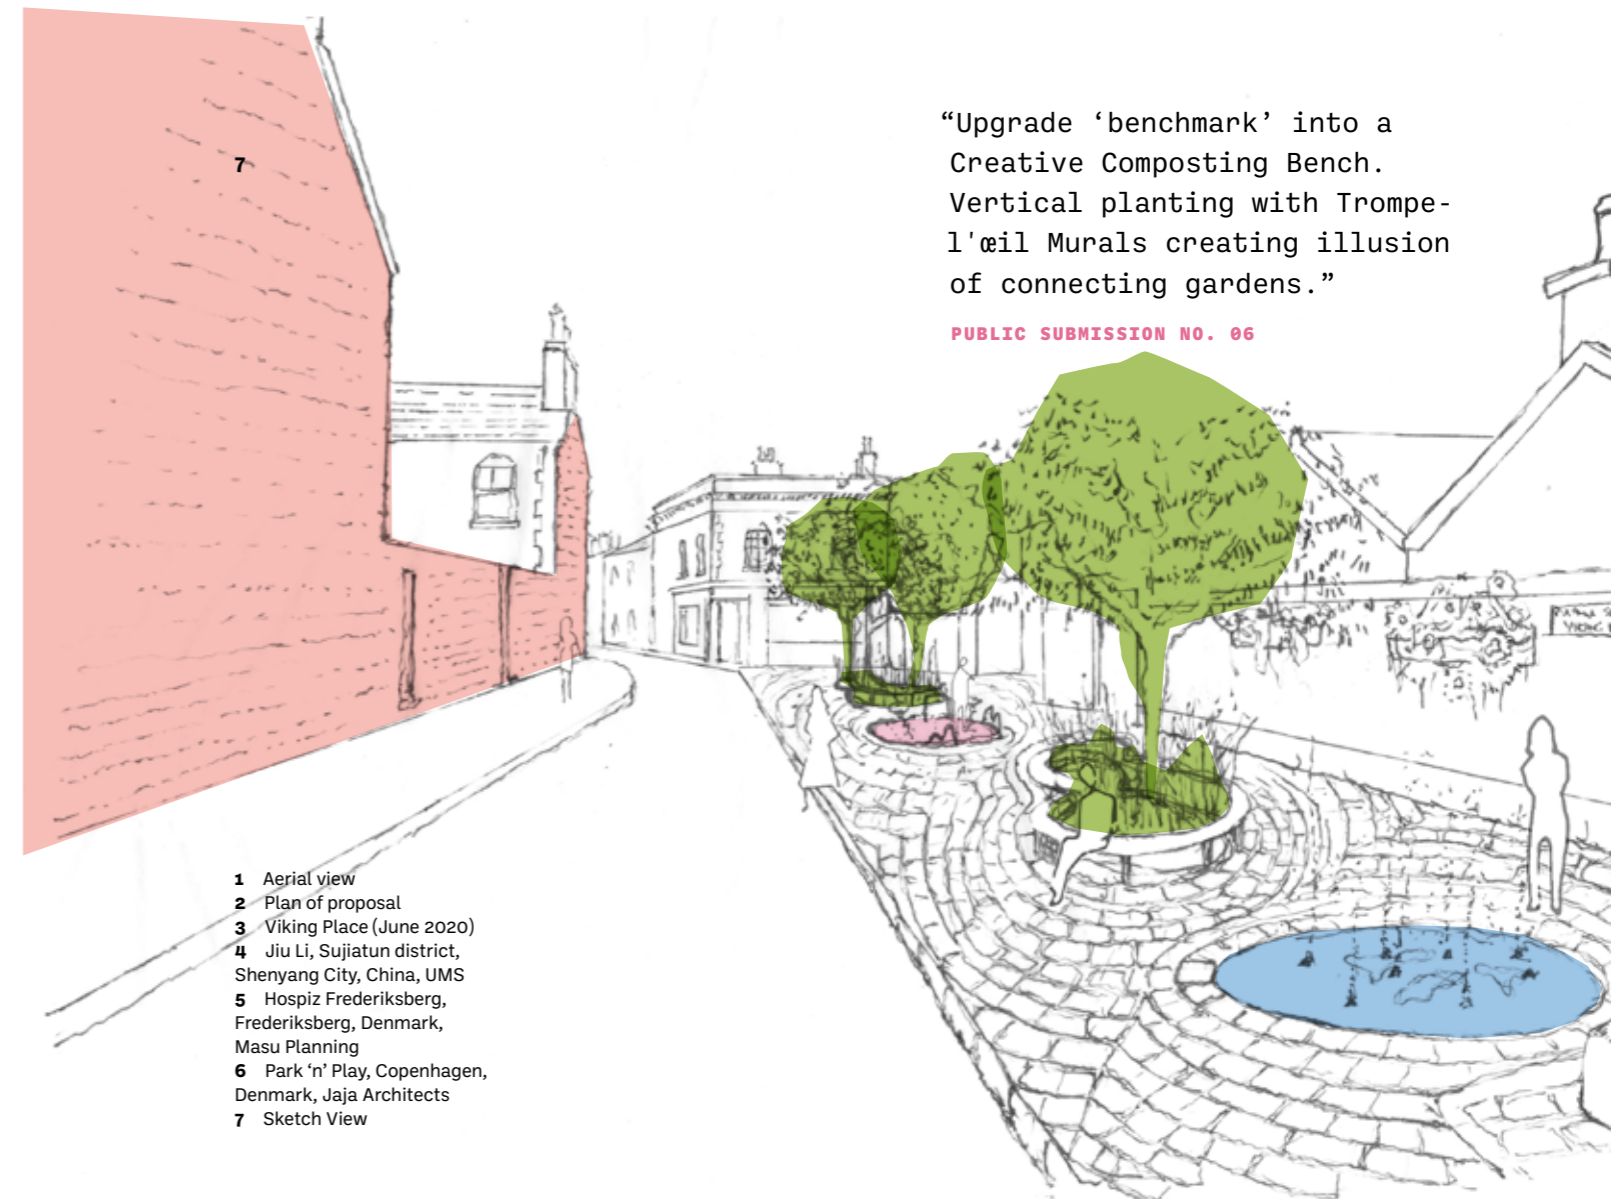 7
“Upgrade ‘benchmark’ into a
Creative Composting Bench.
Vertical planting with Trompe-
l'œil Murals creating illusion
of connecting gardens.”
PUBLIC SUBMISSION NO. 06
1 Aerial view
2 Plan of proposal
3 Viking Place (June 2020)
4 Jiu Li, Sujiatun district,
Shenyang City, China, UMS
5 Hospiz Frederiksberg,
Frederiksberg, Denmark,
Masu Planning
6 Park ‘n’ Play, Copenhagen,
Denmark, Jaja Architects
7 Sketch View